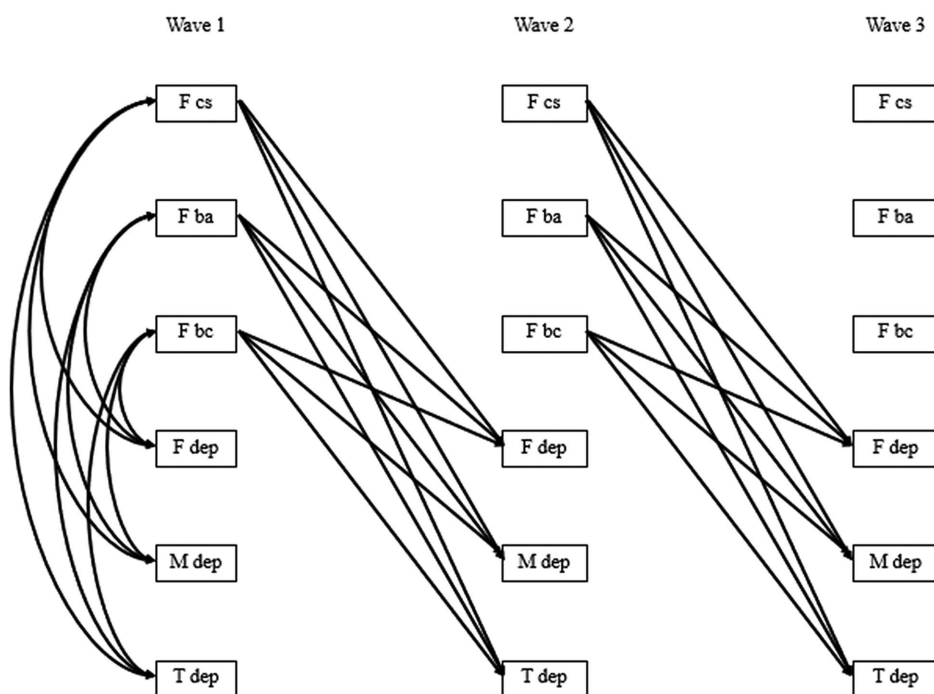 Wave 1 Wave 2 Wave 3
F cs F cs F cs
F ba F ba F ba
F bc F bc F bc
F dep F dep F dep
M dep M dep M dep
T dep T dep T dep